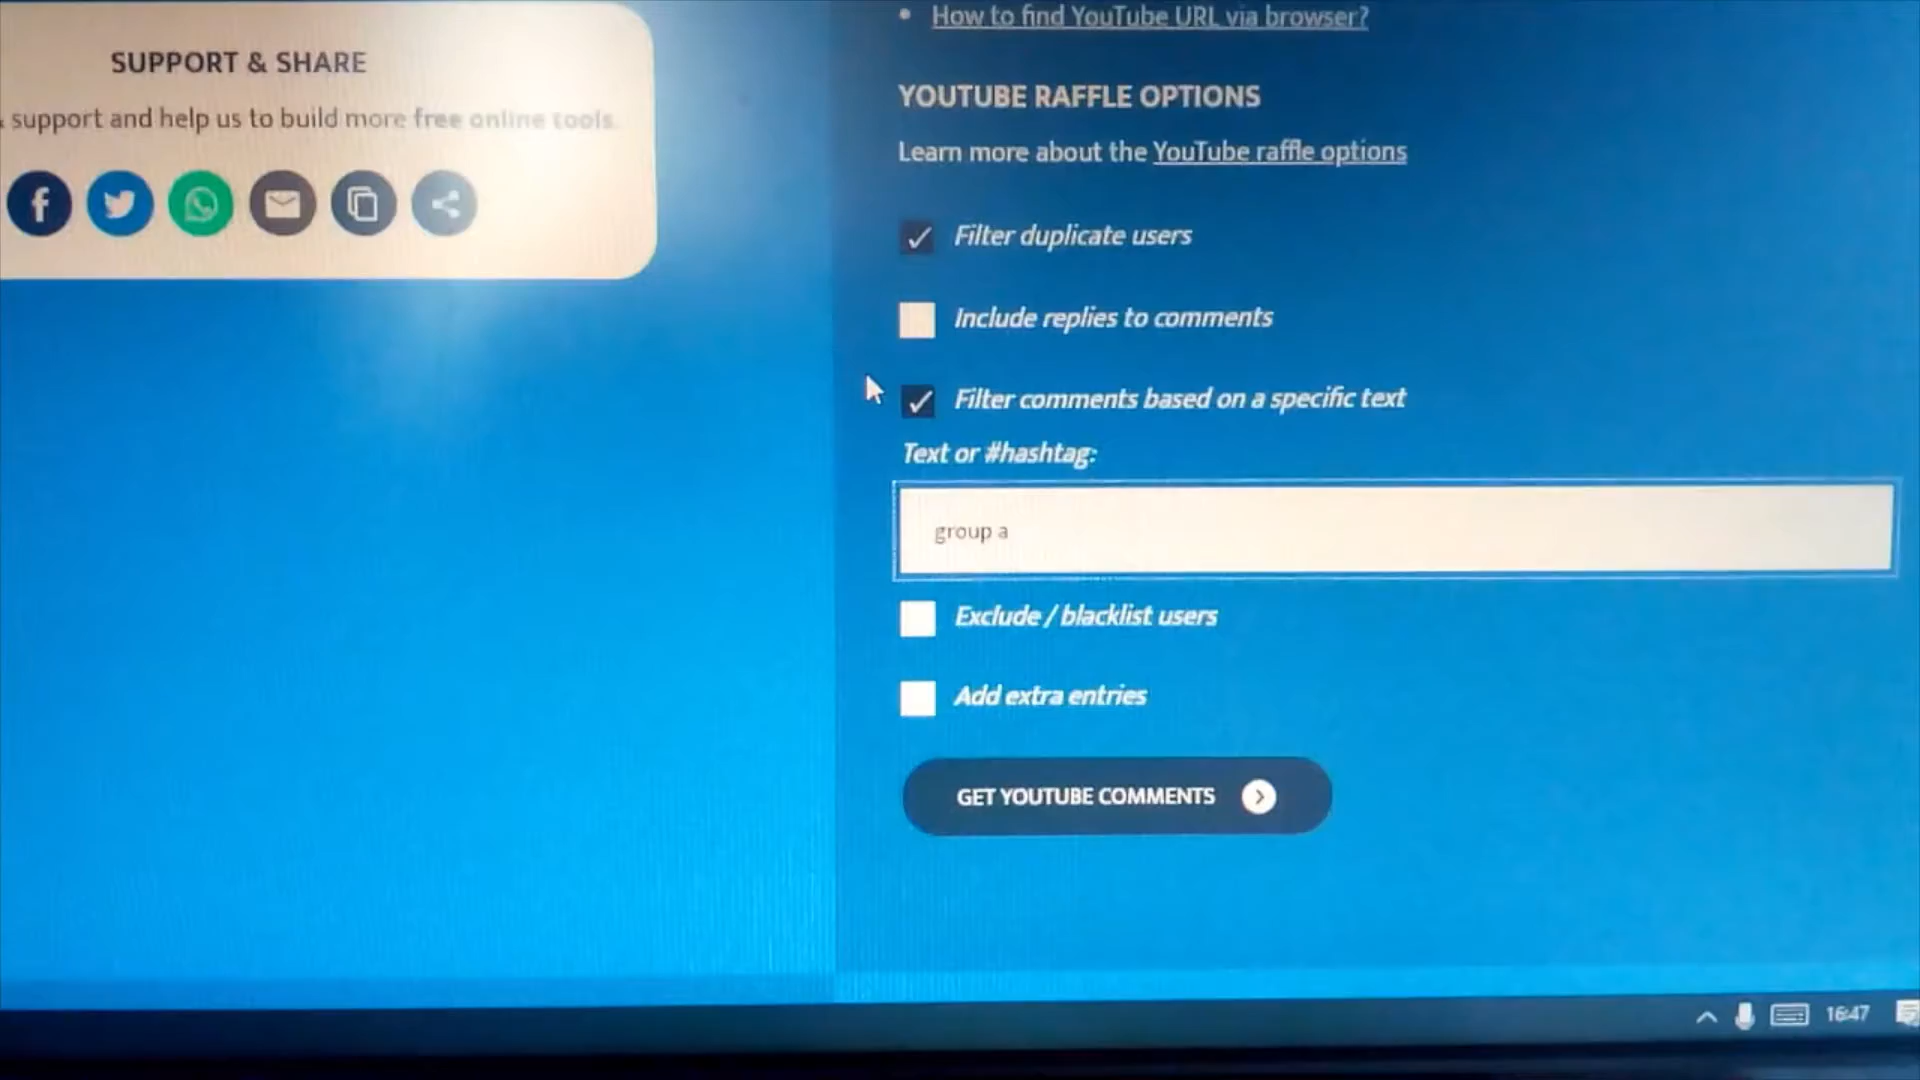 How to find YouTube URL via browser?
SUPPORT & SHARE
support and help us to build more free online tools.
YOUTUBE RAFFLE OPTIONS
Learn more about the YouTube raffle options
Filter duplicate users
Include replies to comments
Filter comments based on a specific text
Text or #hashtag:
group a
Exclude / blacklist users
Add extra entries
GET YOUTUBE COMMENTS
16:47